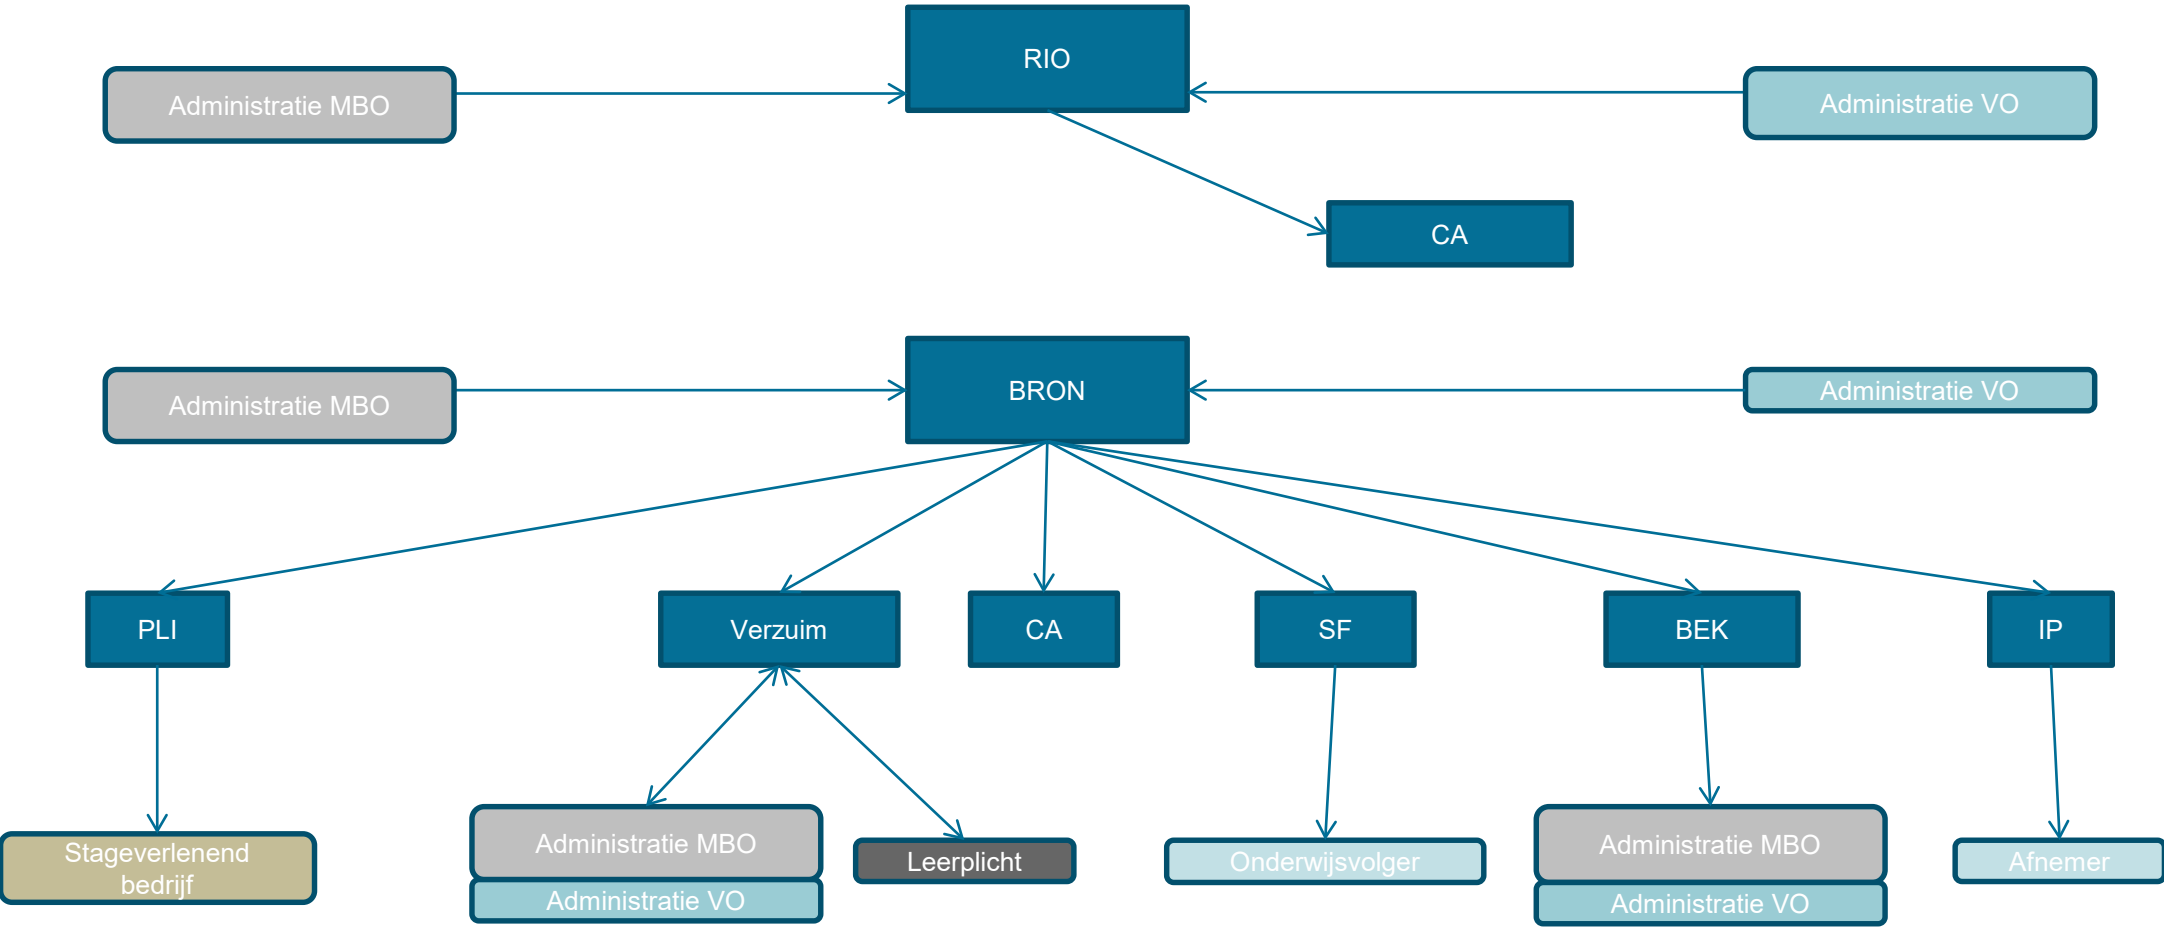 RIO
Administratie MBO
Administratie VO
CA
BRON
Administratie MBO
Administratie VO
PLI
Verzuim
CA
SF
BEK
IP
Stageverlenend
bedrijf
Administratie MBO
Administratie VO
Leerplicht
Onderwijsvolger
Administratie MBO
Administratie VO
Afnemer